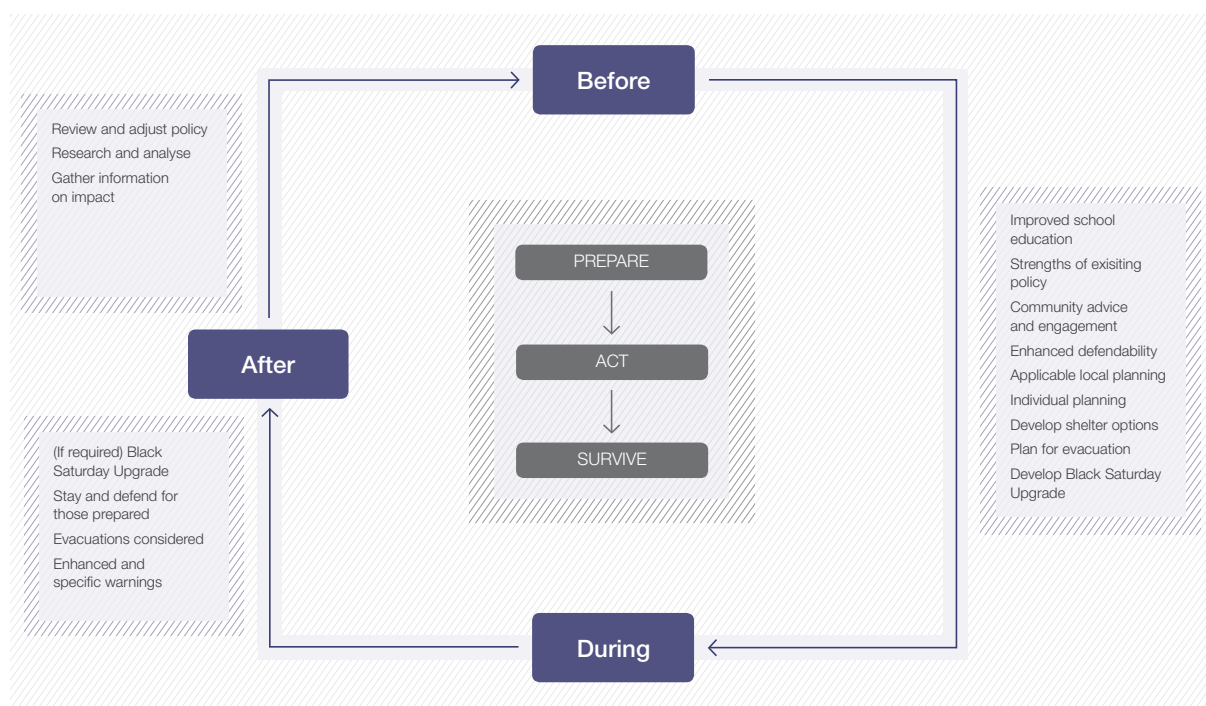 Before
Review and adjust policy
Research and analyse
Gather information
on impact
PREPARE
ACT
SURVIVE
Improved school
education
Strengths of exisiting
policy
Community advice
and engagement
Enhanced defendability
Applicable local planning
Individual planning
Develop shelter options
Plan for evacuation
Develop Black Saturday
Upgrade
After
(If required) Black
Saturday Upgrade
Stay and defend for
those prepared
Evacuations considered
Enhanced and
specific warnings
During